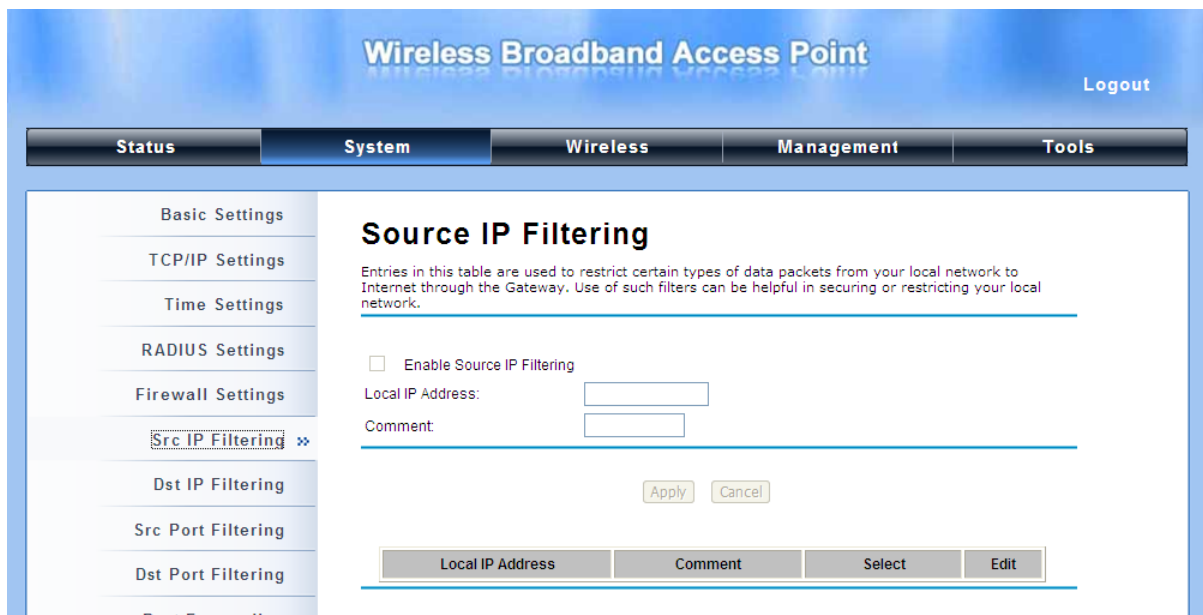 Wireless Broadband Access Point
Logout
Status System Wireless Management Tools
Basic Settings
TCP/IP Settings
Time Settings
RADIUS Settings
Firewall Settings
Src IP Filtering »
Dst IP Filtering
Src Port Filtering
Dst Port Filtering
Source IP Filtering
Entries in this table are used to restrict certain types of data packets from your local network to
Internet through the Gateway. Use of such filters can be helpful in securing or restricting your local
network.
Enable Source IP Filtering
Local IP Address:
Comment:
Apply Cancel
Local IP Address Comment Select Edit